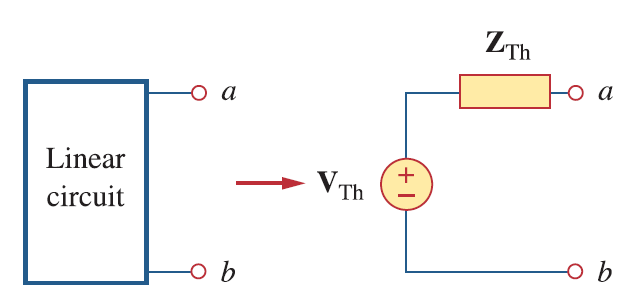 Z_Th
a
a
Linear
circuit
V_Th
+
−
b
b